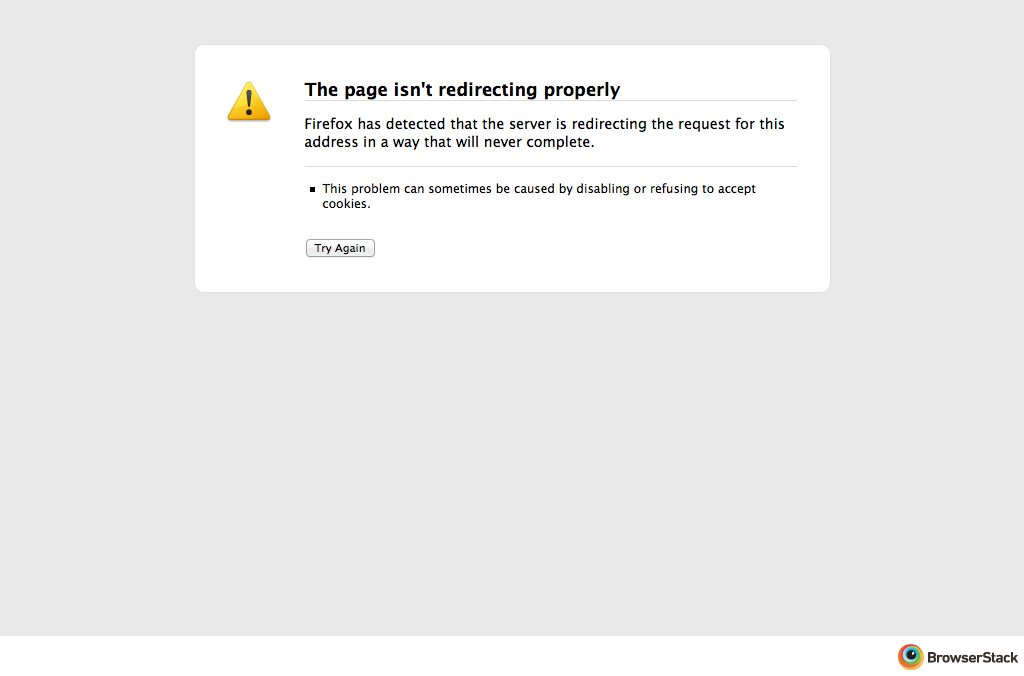 The page isn't redirecting properly
Firefox has detected that the server is redirecting the request for this
address in a way that will never complete.
This problem can sometimes be caused by disabling or refusing to accept
cookies.
Try Again
BrowserStack